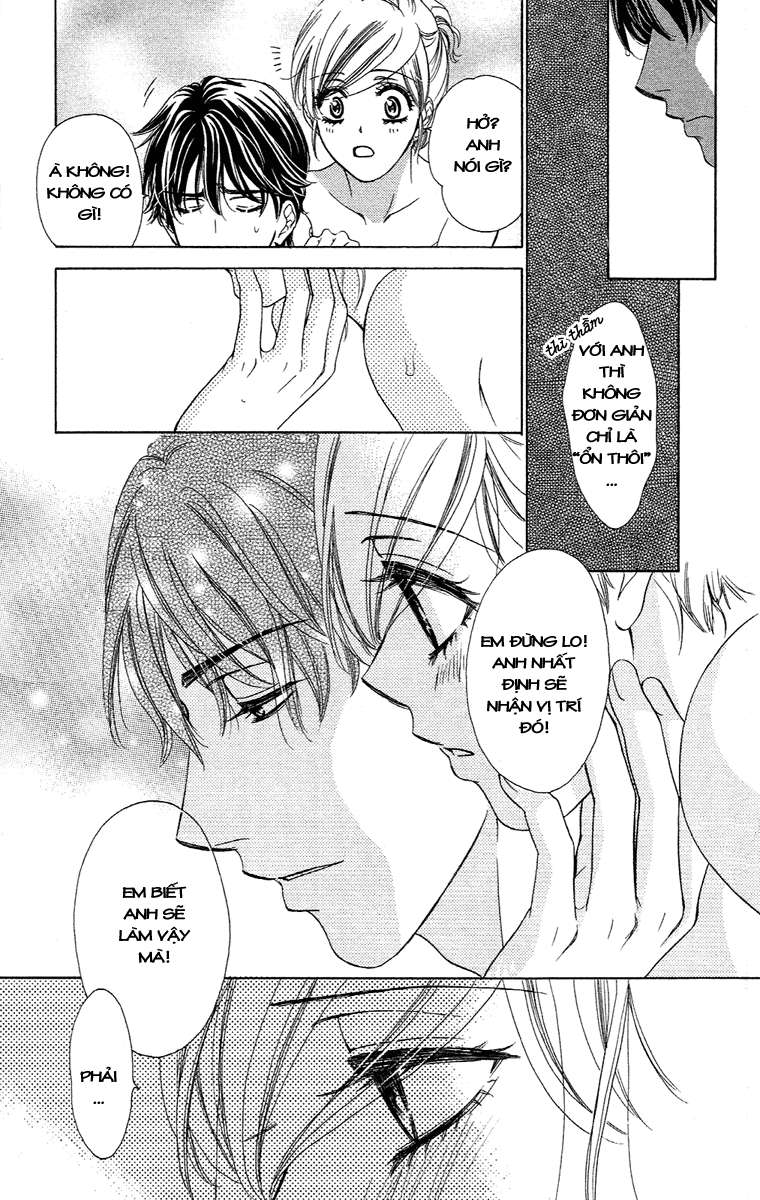 thì thầm
VỚI ANH
THÌ
KHÔNG
ĐƠN GIẢN
CHỈ LÀ
"ỔN THÔI"
...
HỞ?
ANH
NÓI GÌ?
À KHÔNG!
KHÔNG CÓ
GÌ!
EM ĐỪNG LO!
ANH NHẤT
ĐỊNH SẼ
NHẬN VỊ TRÍ
ĐÓ!
EM BIẾT
ANH SẼ
LÀM VẬY
MÀ!
PHẢI
...